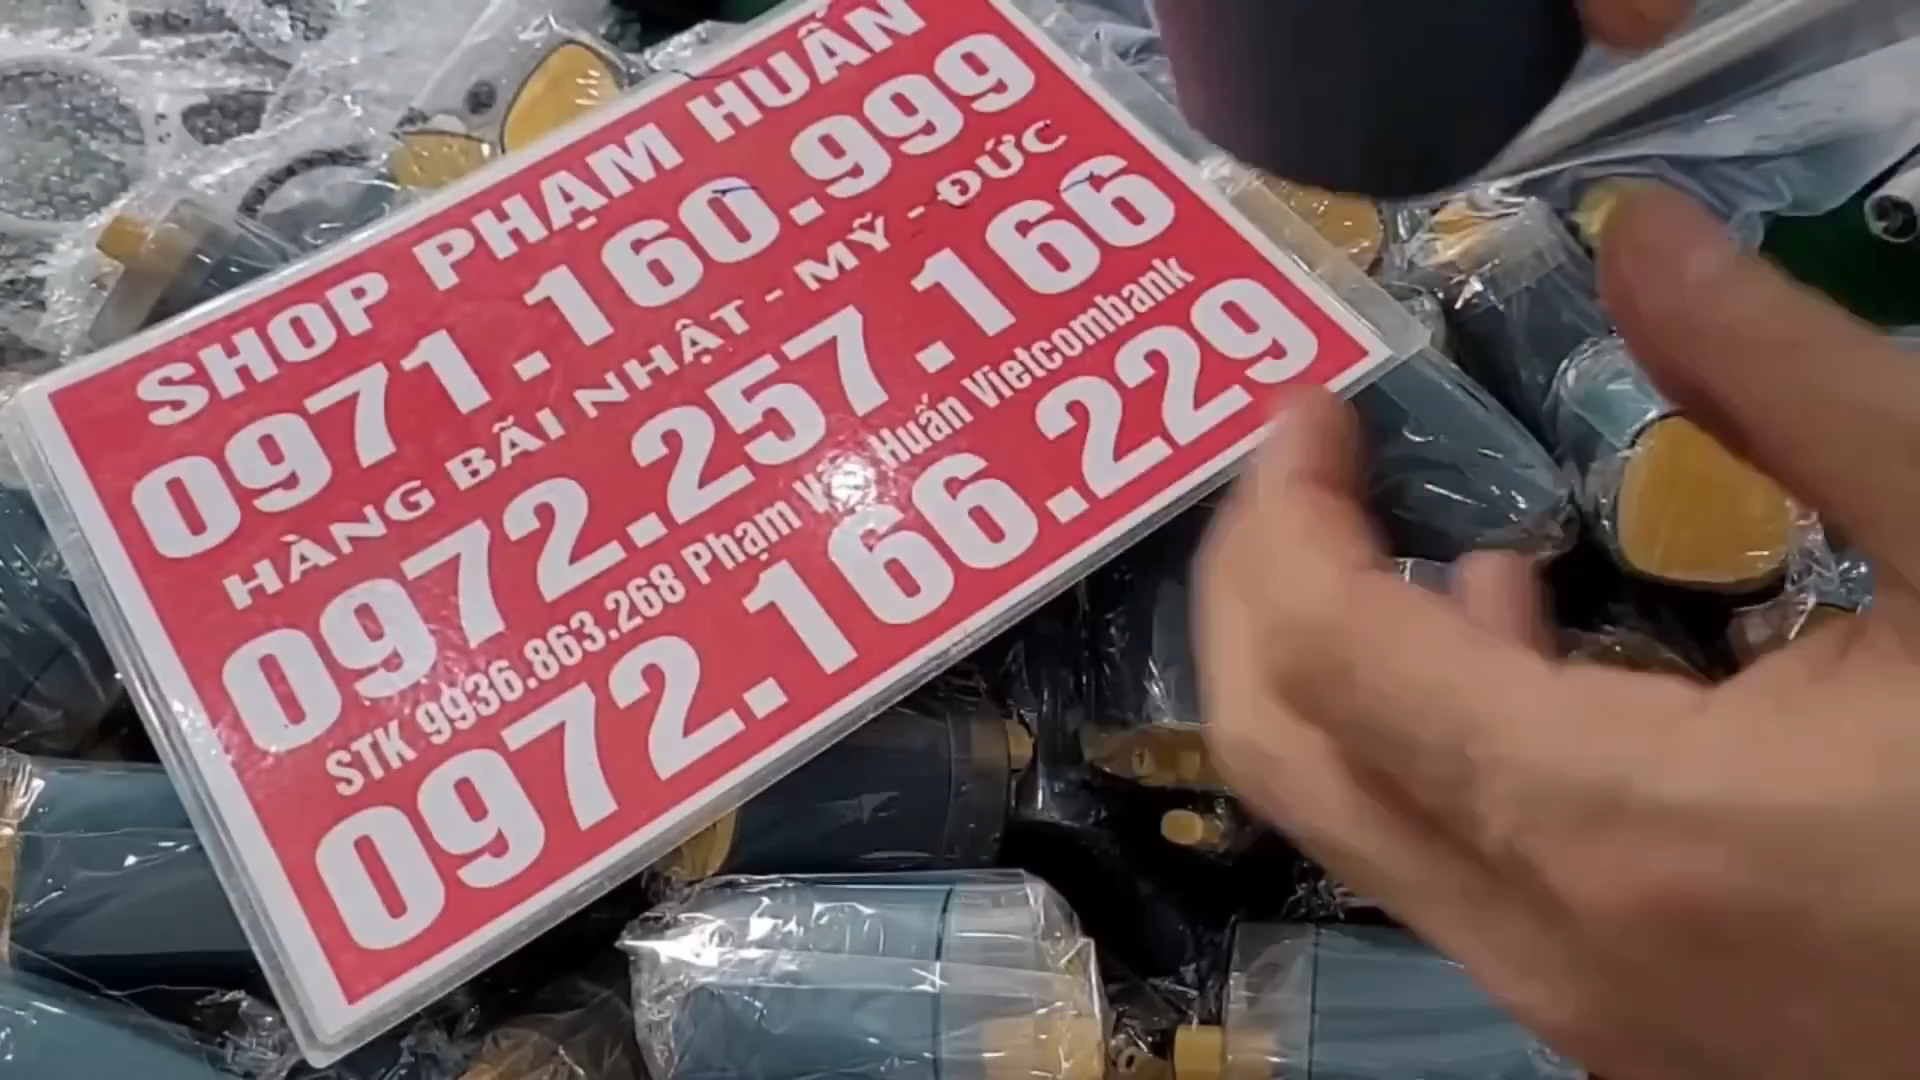 SHOP PHẠM HUẤN
0971.160.999
HÀNG BÃI NHẬT - MỸ - ĐỨC
0972.257.166
STK 9936.863.268 Phạm Văn Huấn Vietcombank
0972.166.229